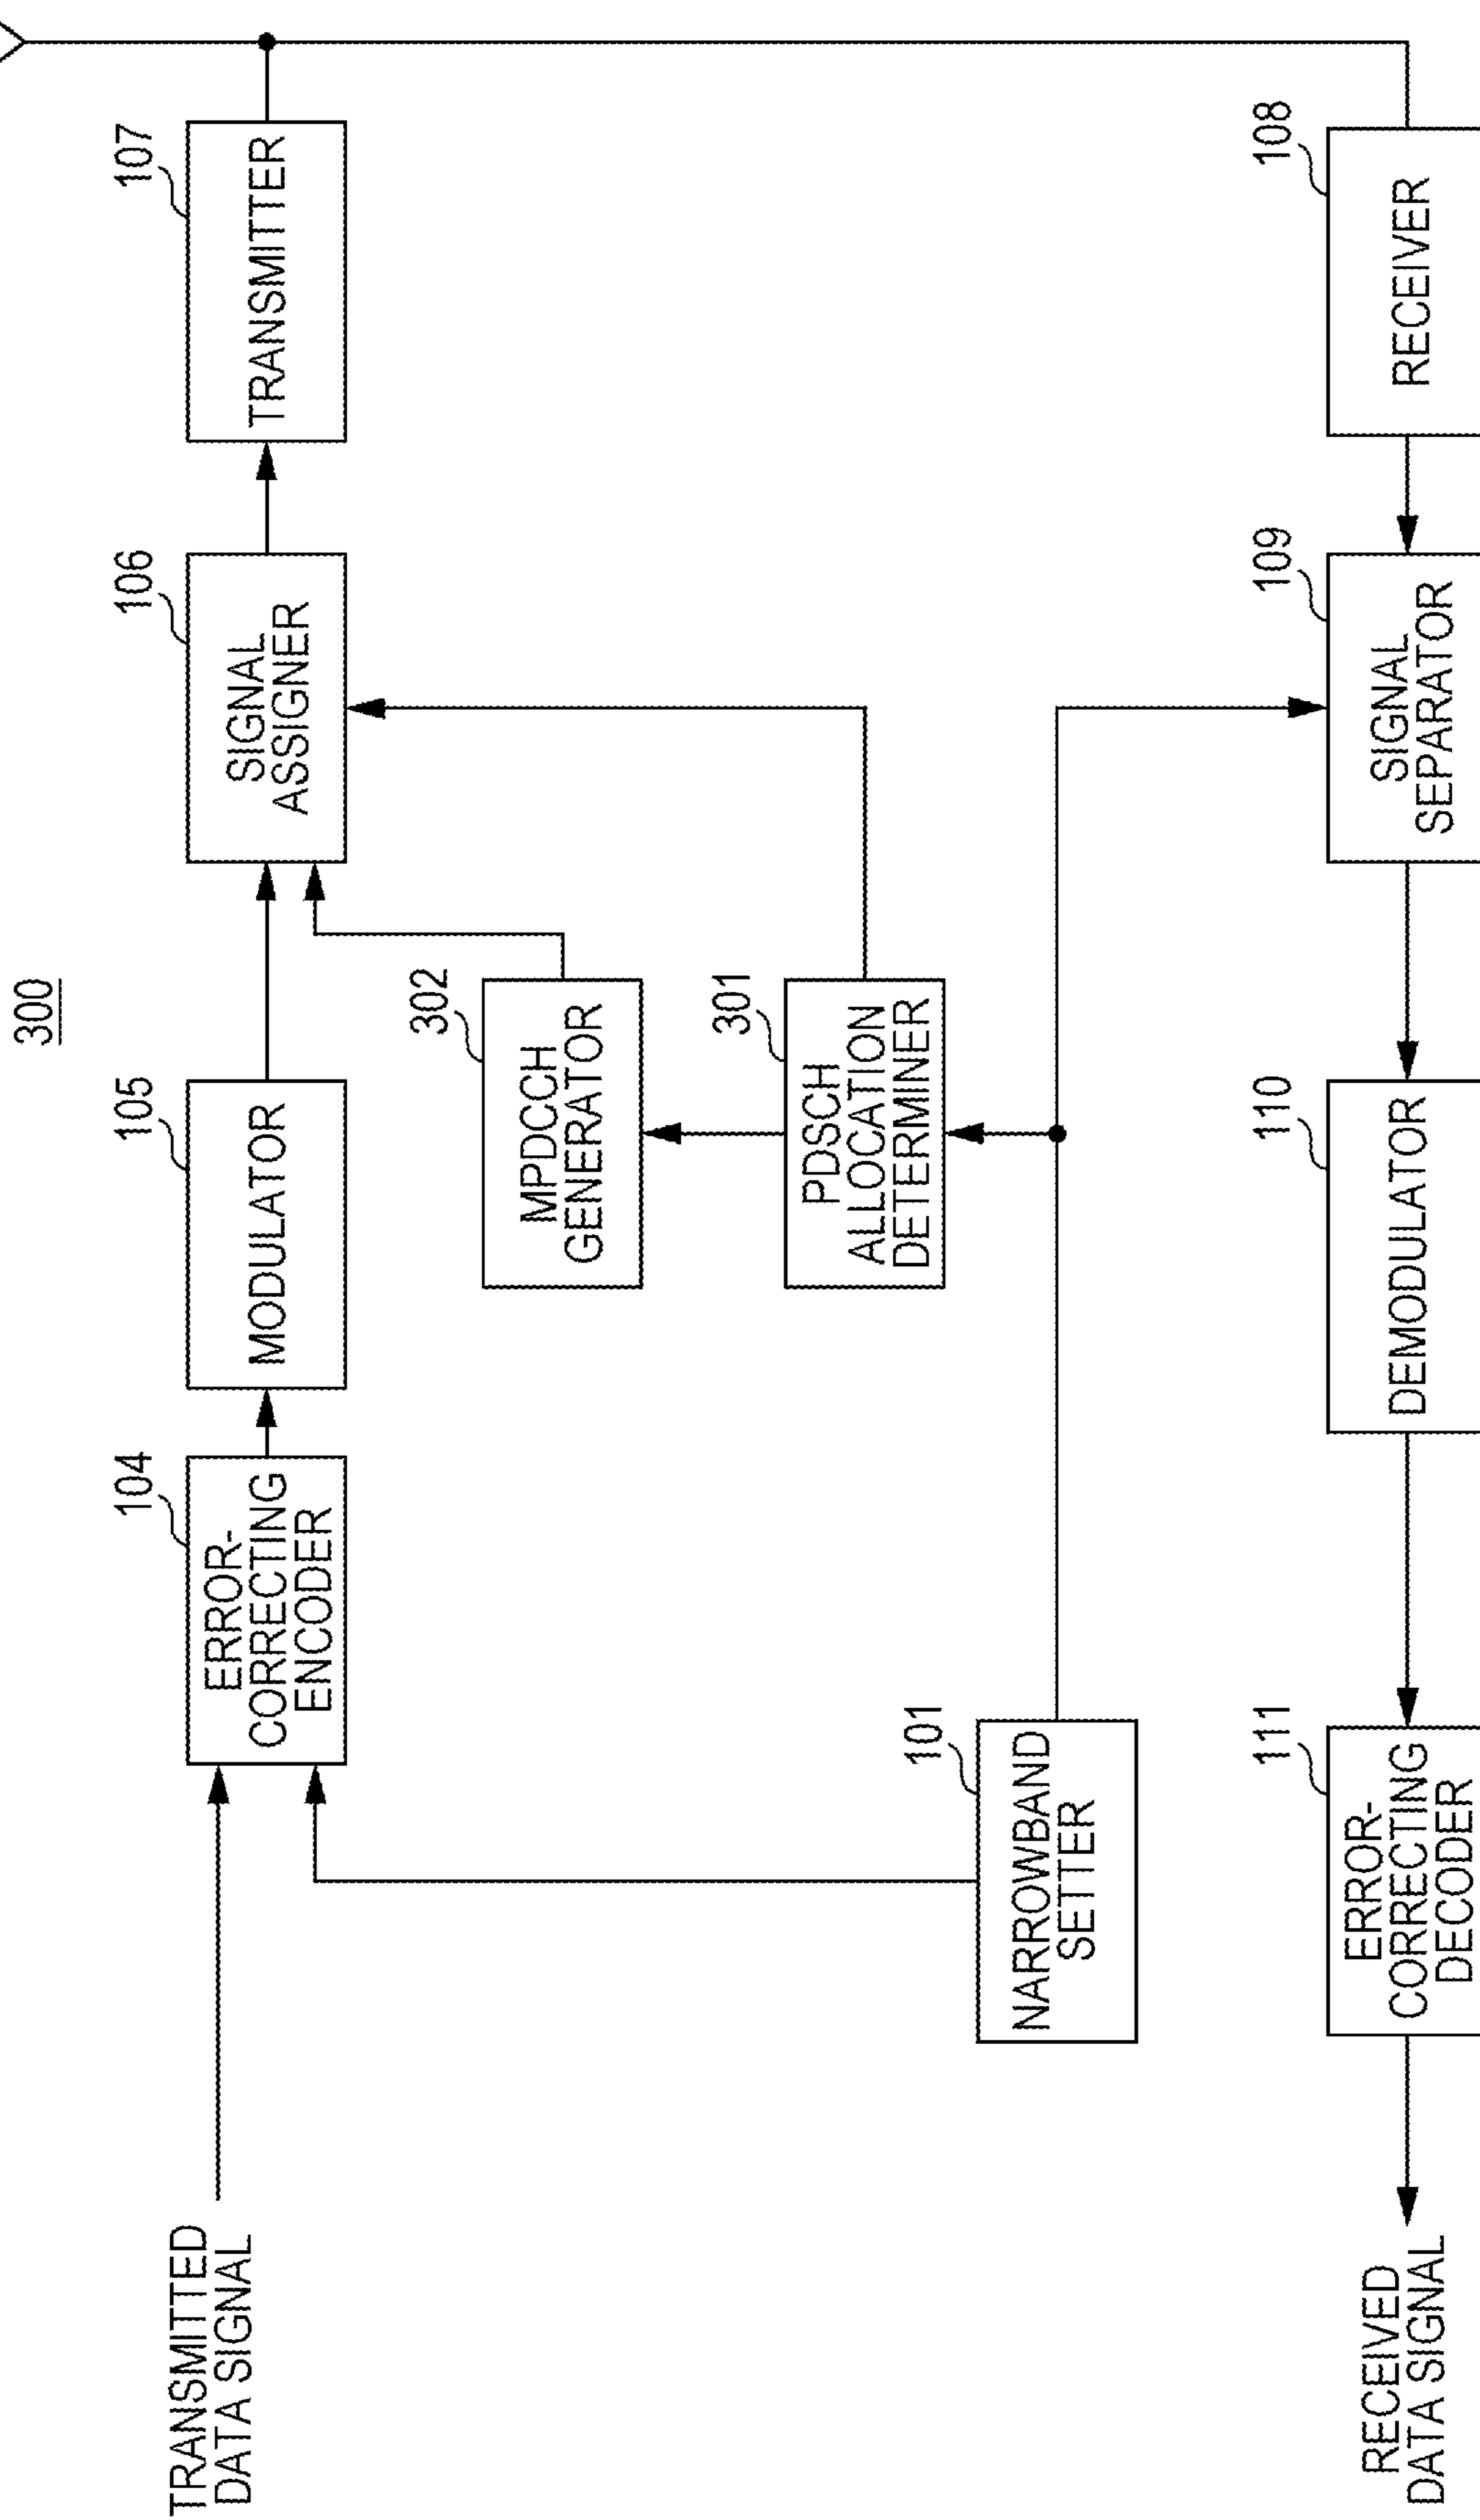 300
TRANSMITTED
DATA SIGNAL
104
ERROR-
CORRECTING
ENCODER
105
MODULATOR
106
SIGNAL
ASSIGNER
107
TRANSMITTER
302
MPDCCH
GENERATOR
301
PDSCH
ALLOCATION
DETERMINER
101
NARROWBAND
SETTER
RECEIVED
DATA SIGNAL
111
ERROR-
CORRECTING
DECODER
110
DEMODULATOR
109
SIGNAL
SEPARATOR
108
RECEIVER